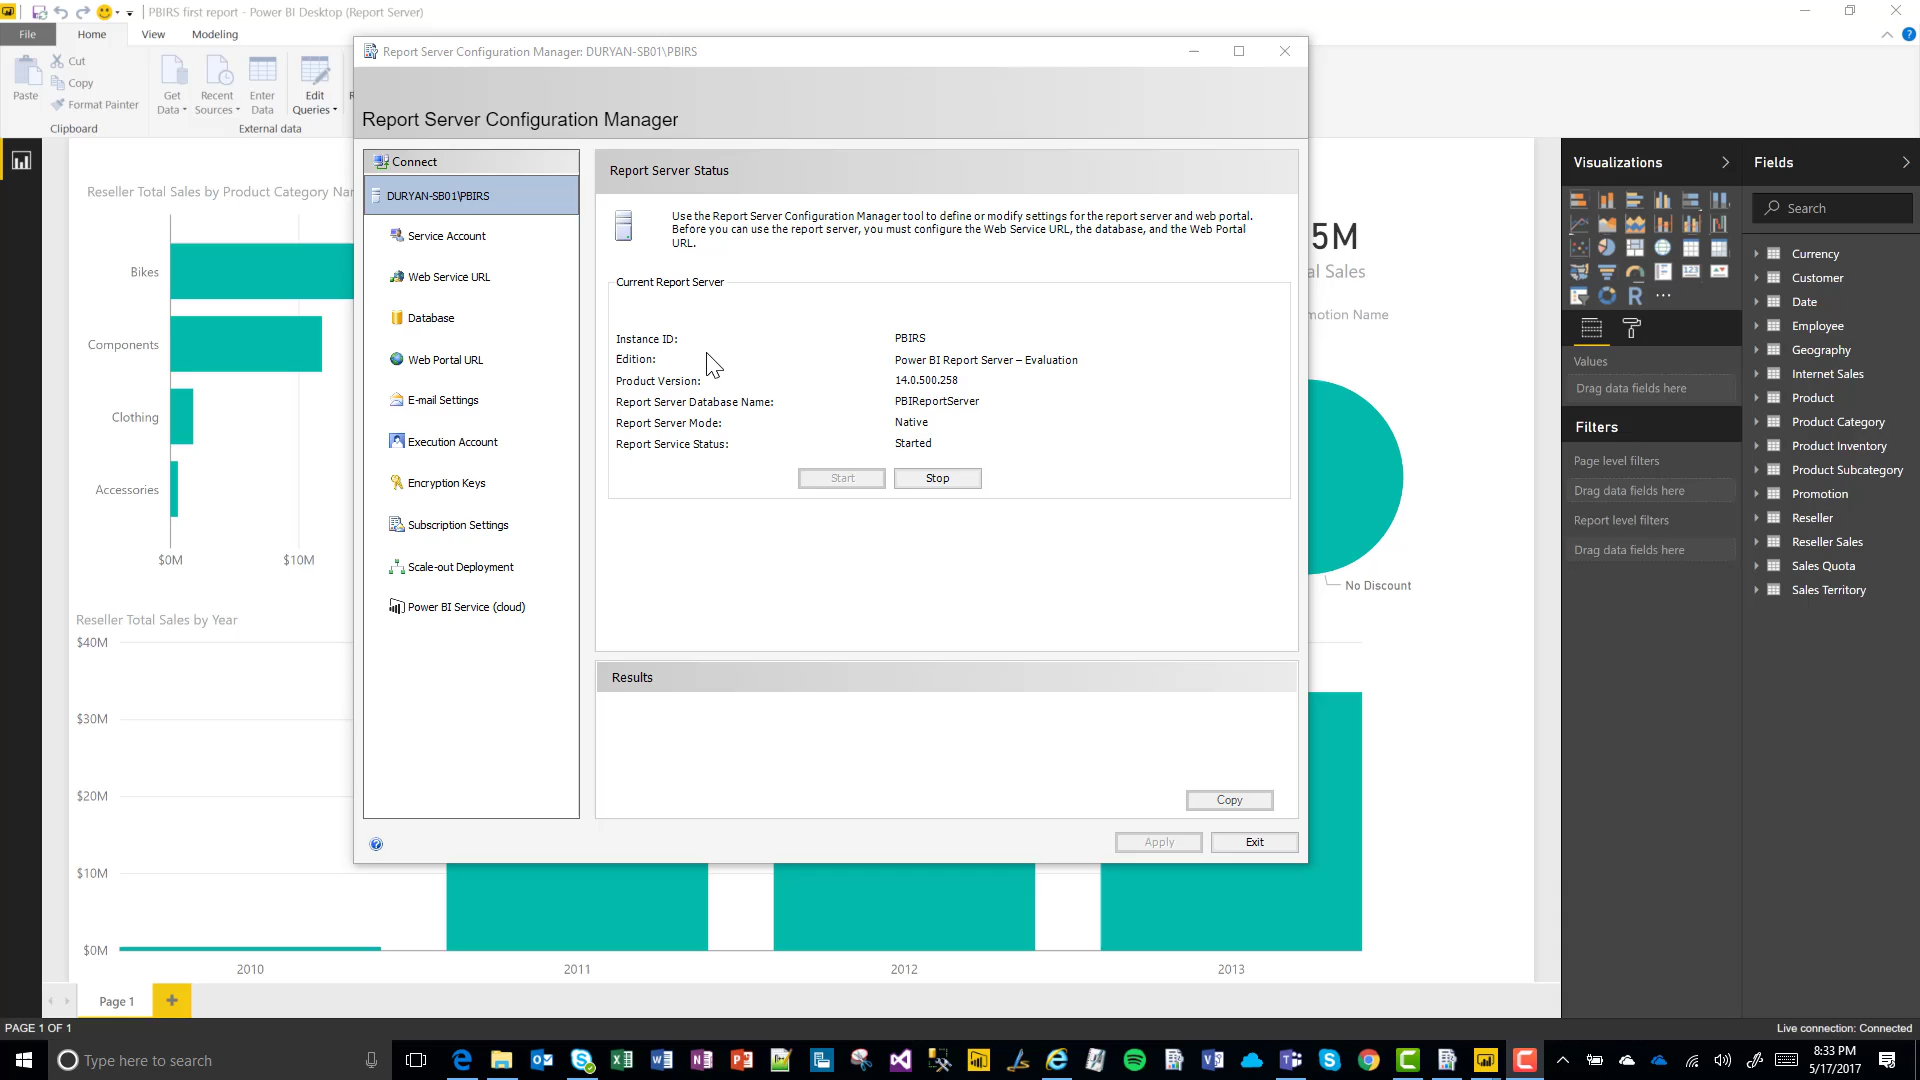 PBIRS first report - Power BI Desktop (Report Server)
File
Home
View
Modeling
Paste
Cut
Copy
Format Painter
Clipboard
Get
Data
Recent
Sources
Enter
Data
Edit
Queries
External data
Report Server Configuration Manager: DURYAN-SB01\PBIRS
Report Server Configuration Manager
Connect
DURYAN-SB01\PBIRS
Service Account
Web Service URL
Database
Web Portal URL
E-mail Settings
Execution Account
Encryption Keys
Subscription Settings
Scale-out Deployment
Power BI Service (cloud)
Report Server Status
Use the Report Server Configuration Manager tool to define or modify settings for the report server and web portal.
Before you can use the report server, you must configure the Web Service URL, the database, and the Web Portal
URL.
Current Report Server
Instance ID: PBIRS
Edition: Power BI Report Server – Evaluation
Product Version: 14.0.500.258
Report Server Database Name: PBIReportServer
Report Server Mode: Native
Report Service Status: Started
Start
Stop
Results
Copy
Apply
Exit
Reseller Total Sales by Product Category Nar
Bikes
Components
Clothing
Accessories
$0M
$10M
5M
al Sales
motion Name
No Discount
Reseller Total Sales by Year
$40M
$30M
$20M
$10M
$0M
2010
2011
2012
2013
Visualizations
Values
Drag data fields here
Filters
Page level filters
Drag data fields here
Report level filters
Drag data fields here
Fields
Search
Currency
Customer
Date
Employee
Geography
Internet Sales
Product
Product Category
Product Inventory
Product Subcategory
Promotion
Reseller
Reseller Sales
Sales Quota
Sales Territory
Page 1
PAGE 1 OF 1
Live connection: Connected
Type here to search
8:33 PM
5/17/2017